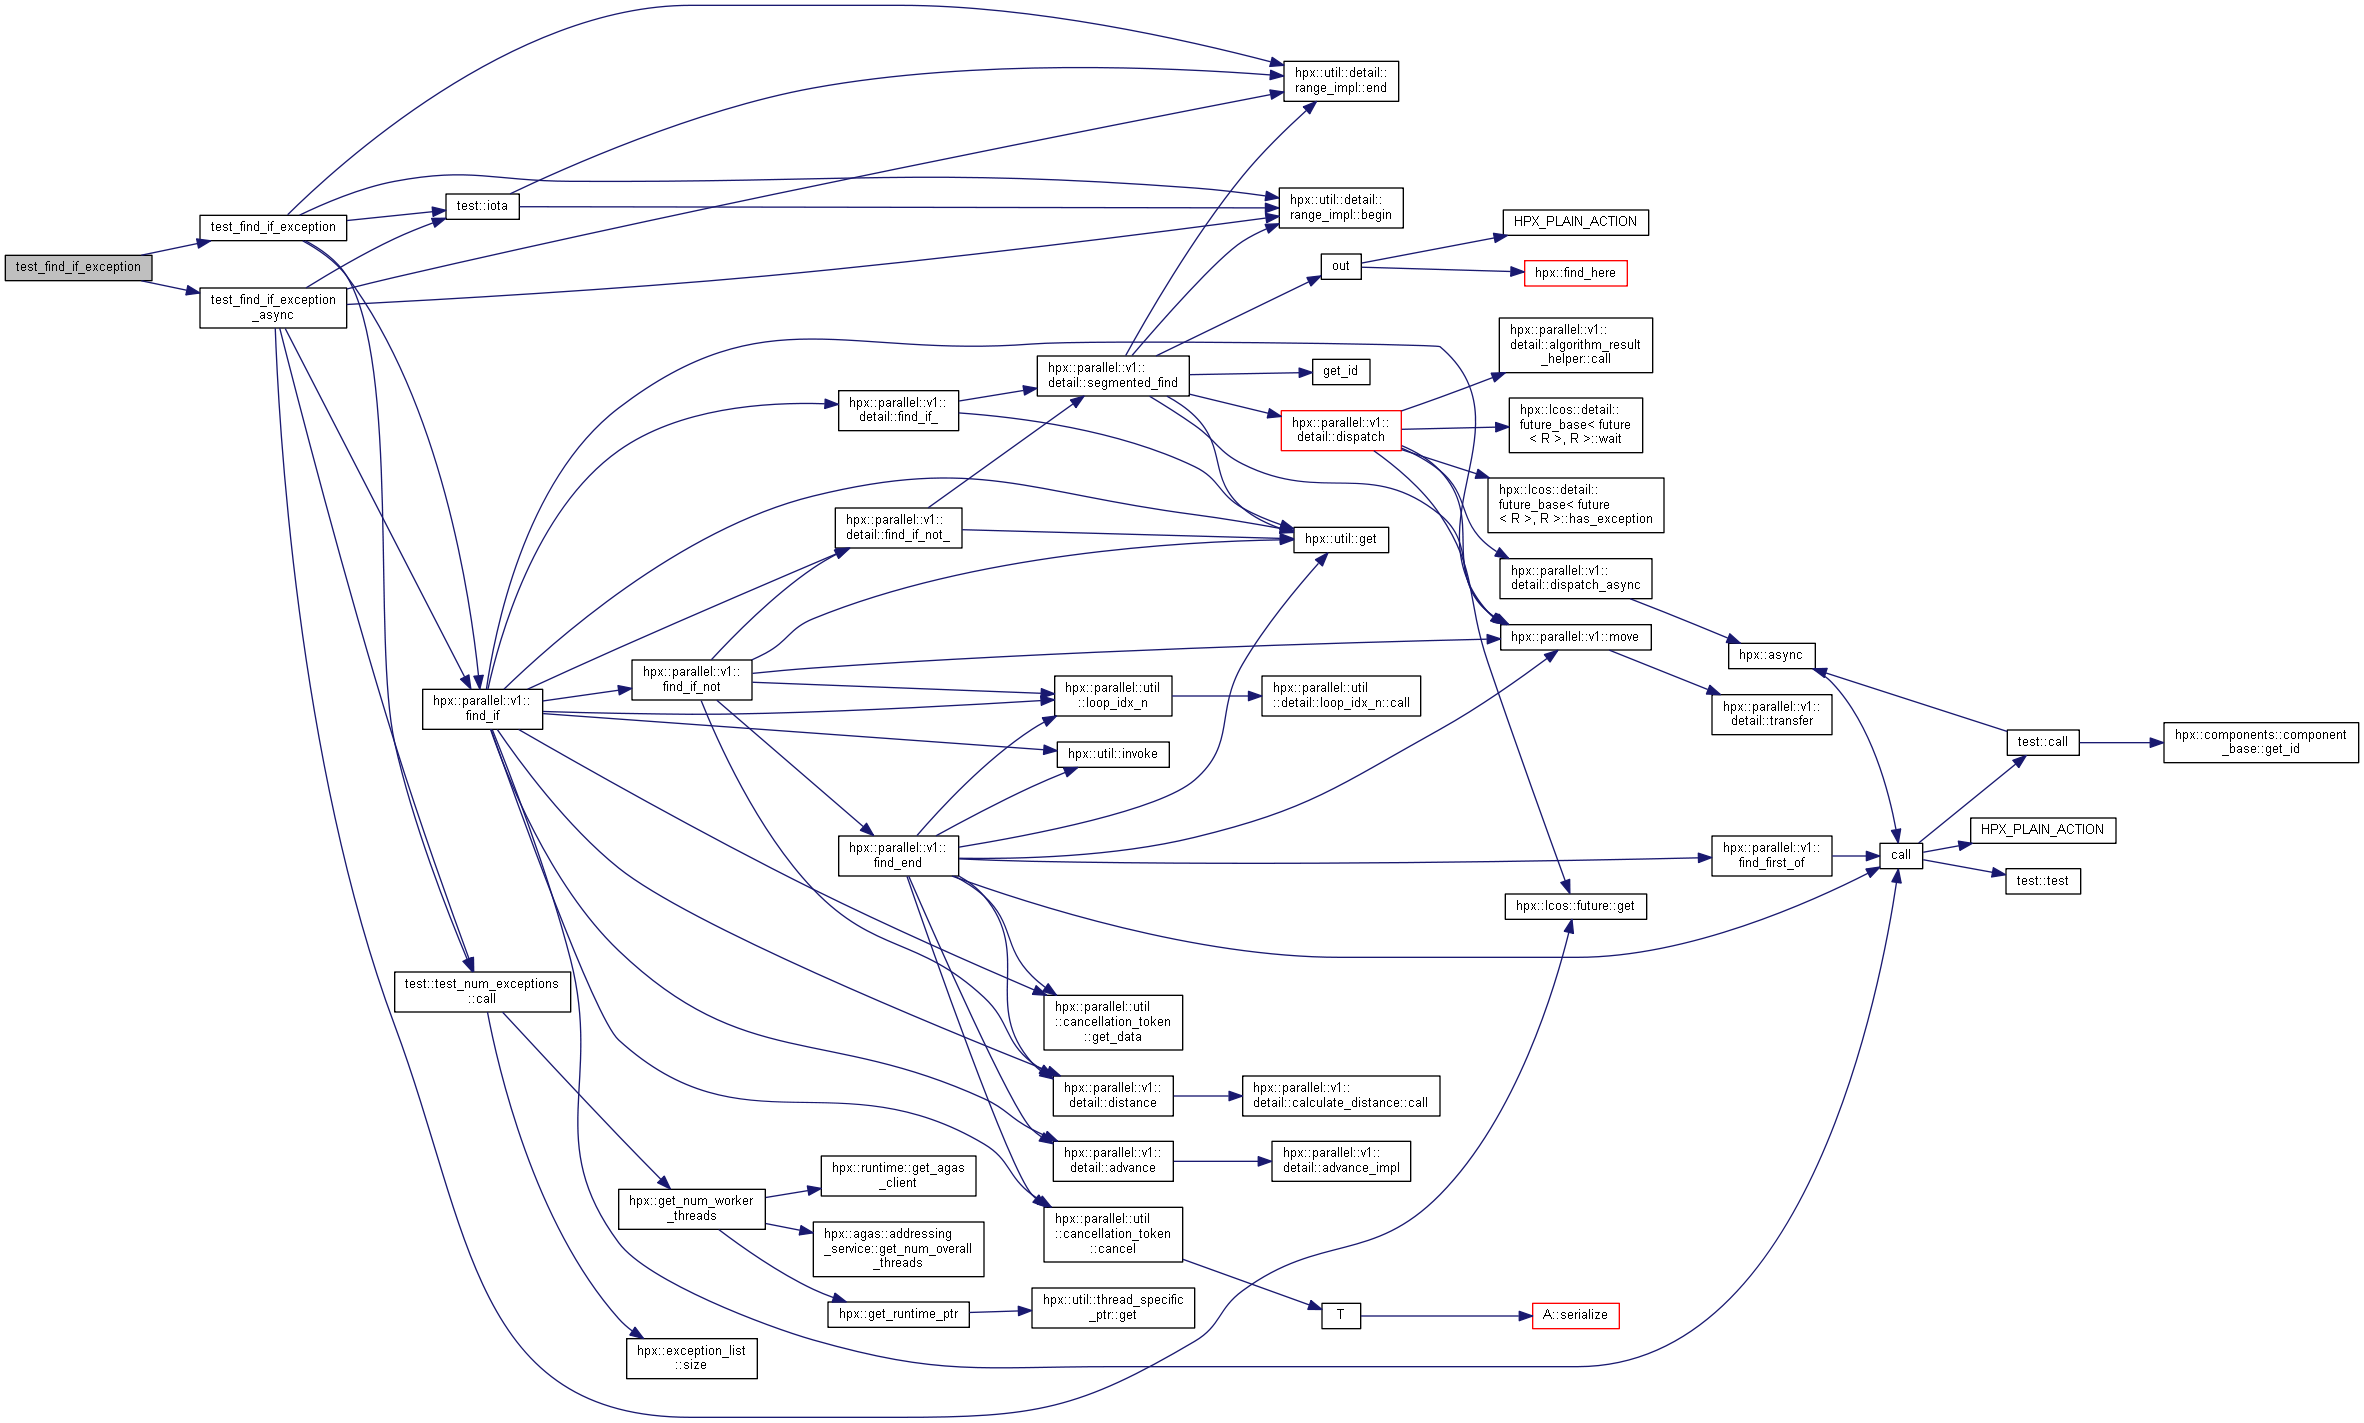 test_find_if_exception
test_find_if_exception
test_find_if_exception
_async
test::iota
hpx::util::detail::
range_impl::end
hpx::util::detail::
range_impl::begin
out
HPX_PLAIN_ACTION
hpx::find_here
hpx::parallel::v1::
detail::segmented_find
get_id
hpx::parallel::v1::
detail::algorithm_result
_helper::call
hpx::parallel::v1::
detail::find_if_
hpx::parallel::v1::
detail::dispatch
hpx::lcos::detail::
future_base< future
< R >, R >::wait
hpx::lcos::detail::
future_base< future
< R >, R >::has_exception
hpx::parallel::v1::
detail::find_if_not_
hpx::util::get
hpx::parallel::v1::
detail::dispatch_async
hpx::parallel::v1::move
hpx::async
hpx::parallel::v1::
find_if
hpx::parallel::v1::
find_if_not
hpx::parallel::util
::loop_idx_n
hpx::parallel::util
::detail::loop_idx_n::call
hpx::parallel::v1::
detail::transfer
hpx::util::invoke
test::call
hpx::components::component
_base::get_id
hpx::parallel::v1::
find_end
hpx::parallel::v1::
find_first_of
call
HPX_PLAIN_ACTION
test::test
hpx::lcos::future::get
test::test_num_exceptions
::call
hpx::parallel::util
::cancellation_token
::get_data
hpx::parallel::v1::
detail::distance
hpx::parallel::v1::
detail::calculate_distance::call
hpx::parallel::v1::
detail::advance
hpx::parallel::v1::
detail::advance_impl
hpx::get_num_worker
_threads
hpx::runtime::get_agas
_client
hpx::agas::addressing
_service::get_num_overall
_threads
hpx::parallel::util
::cancellation_token
::cancel
hpx::get_runtime_ptr
hpx::util::thread_specific
_ptr::get
T
A::serialize
hpx::exception_list
::size